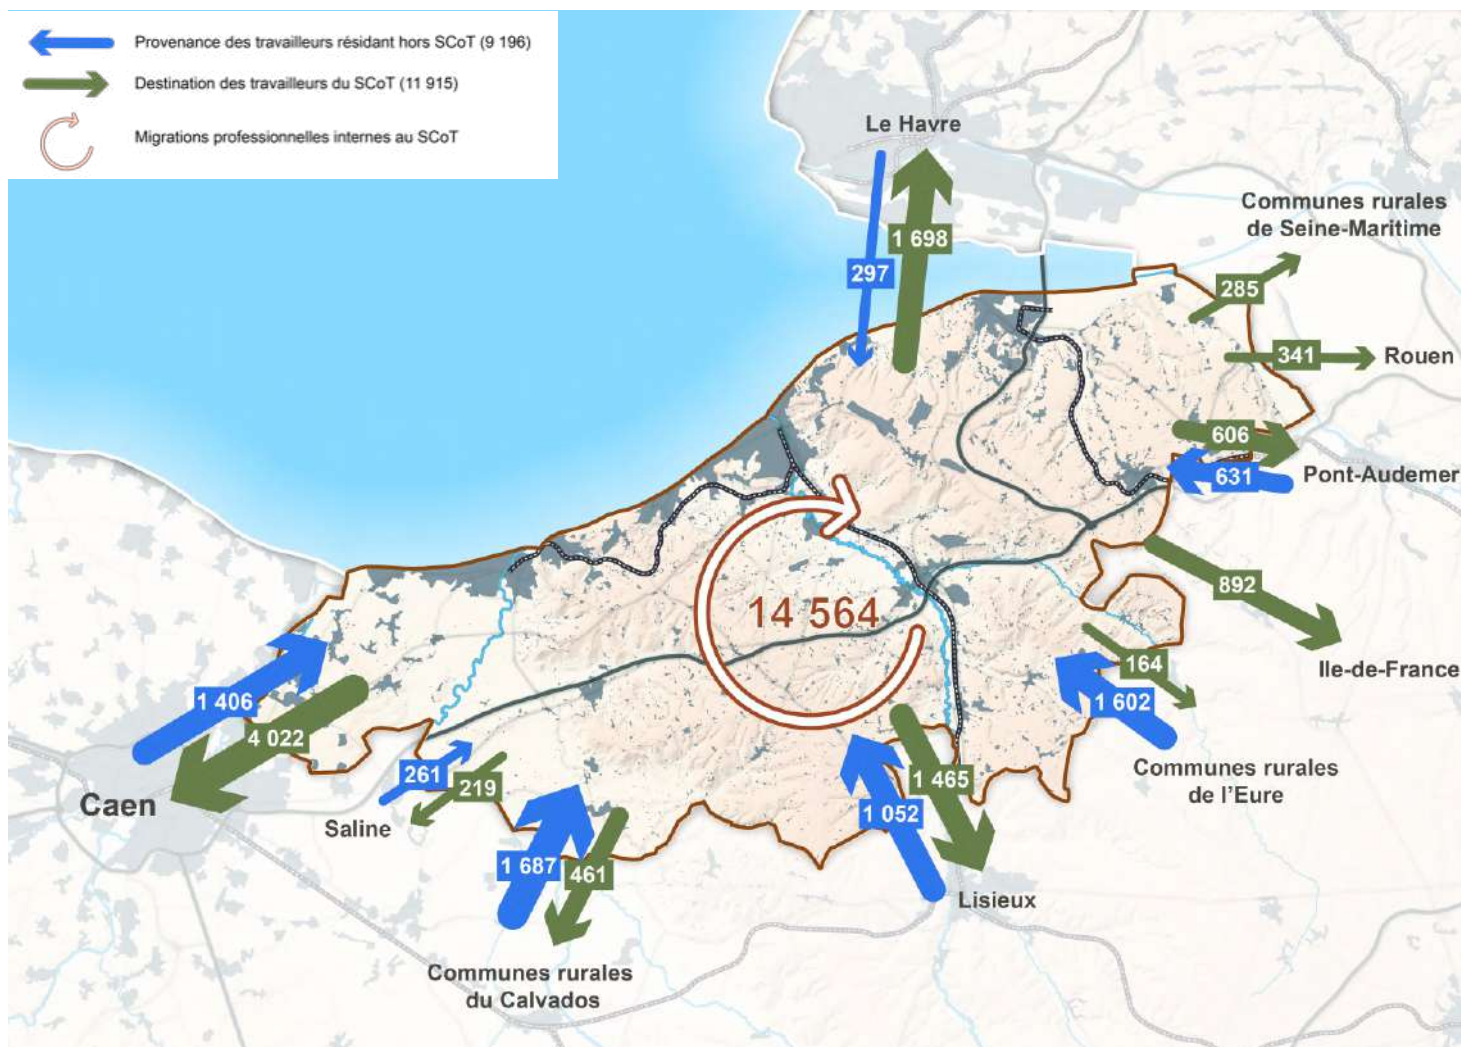 Provenance des travailleurs résidant hors SCoT (9 196)
Destination des travailleurs du SCoT (11 915)
Migrations professionnelles internes au SCoT
Le Havre
Communes rurales
de Seine-Maritime
1 698
297
285
341
Rouen
606
631
Pont-Audemer
892
14 564
164
Ile-de-France
1 406
1 602
4 022
261
219
1 465
Communes rurales
de l'Eure
Caen
Saline
1 052
1 687
461
Lisieux
Communes rurales
du Calvados